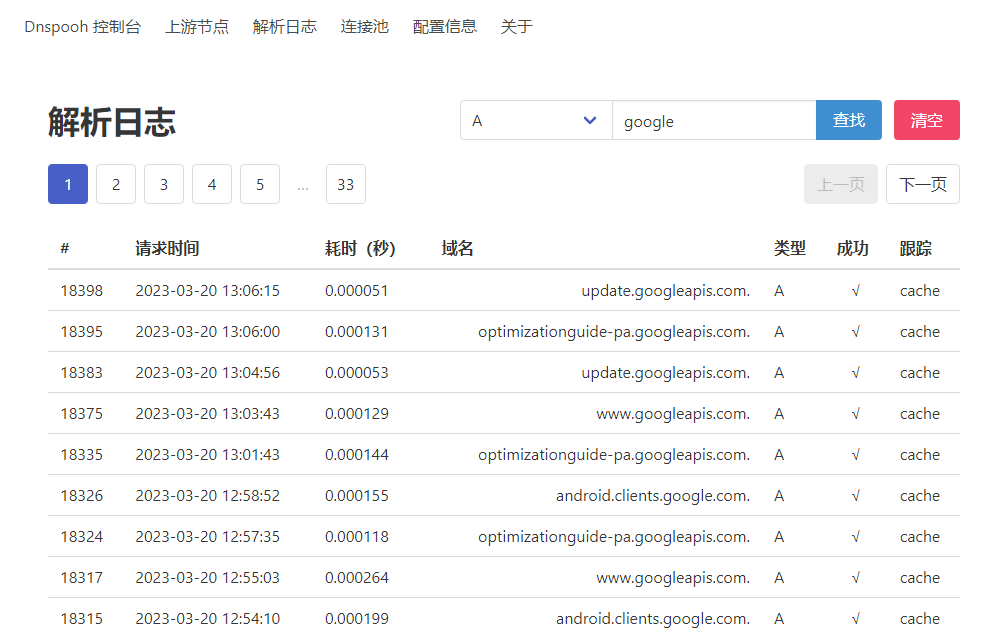 Dnspooh 控制台 上游节点 解析日志 连接池 配置信息 关于
解析日志 A google 查找 清空
1 2 3 4 5 ... 33 上一页 下一页
# 请求时间 耗时（秒） 域名 类型 成功 跟踪
18398 2023-03-20 13:06:15 0.000051 update.googleapis.com. A √ cache
18395 2023-03-20 13:06:00 0.000131 optimizationguide-pa.googleapis.com. A √ cache
18383 2023-03-20 13:04:56 0.000053 update.googleapis.com. A √ cache
18375 2023-03-20 13:03:43 0.000129 www.googleapis.com. A √ cache
18335 2023-03-20 13:01:43 0.000144 optimizationguide-pa.googleapis.com. A √ cache
18326 2023-03-20 12:58:52 0.000155 android.clients.google.com. A √ cache
18324 2023-03-20 12:57:35 0.000118 optimizationguide-pa.googleapis.com. A √ cache
18317 2023-03-20 12:55:03 0.000264 www.googleapis.com. A √ cache
18315 2023-03-20 12:54:10 0.000199 android.clients.google.com. A √ cache